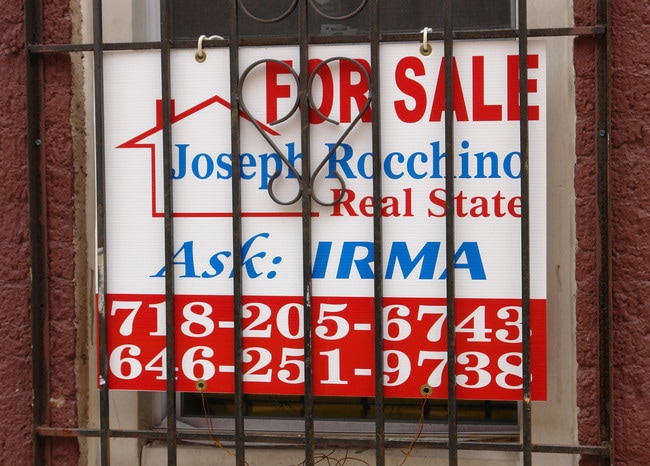 FOR SALE
Joseph Rocchino
Real State
Ask: IRMA
718-205-6743
646-251-9738